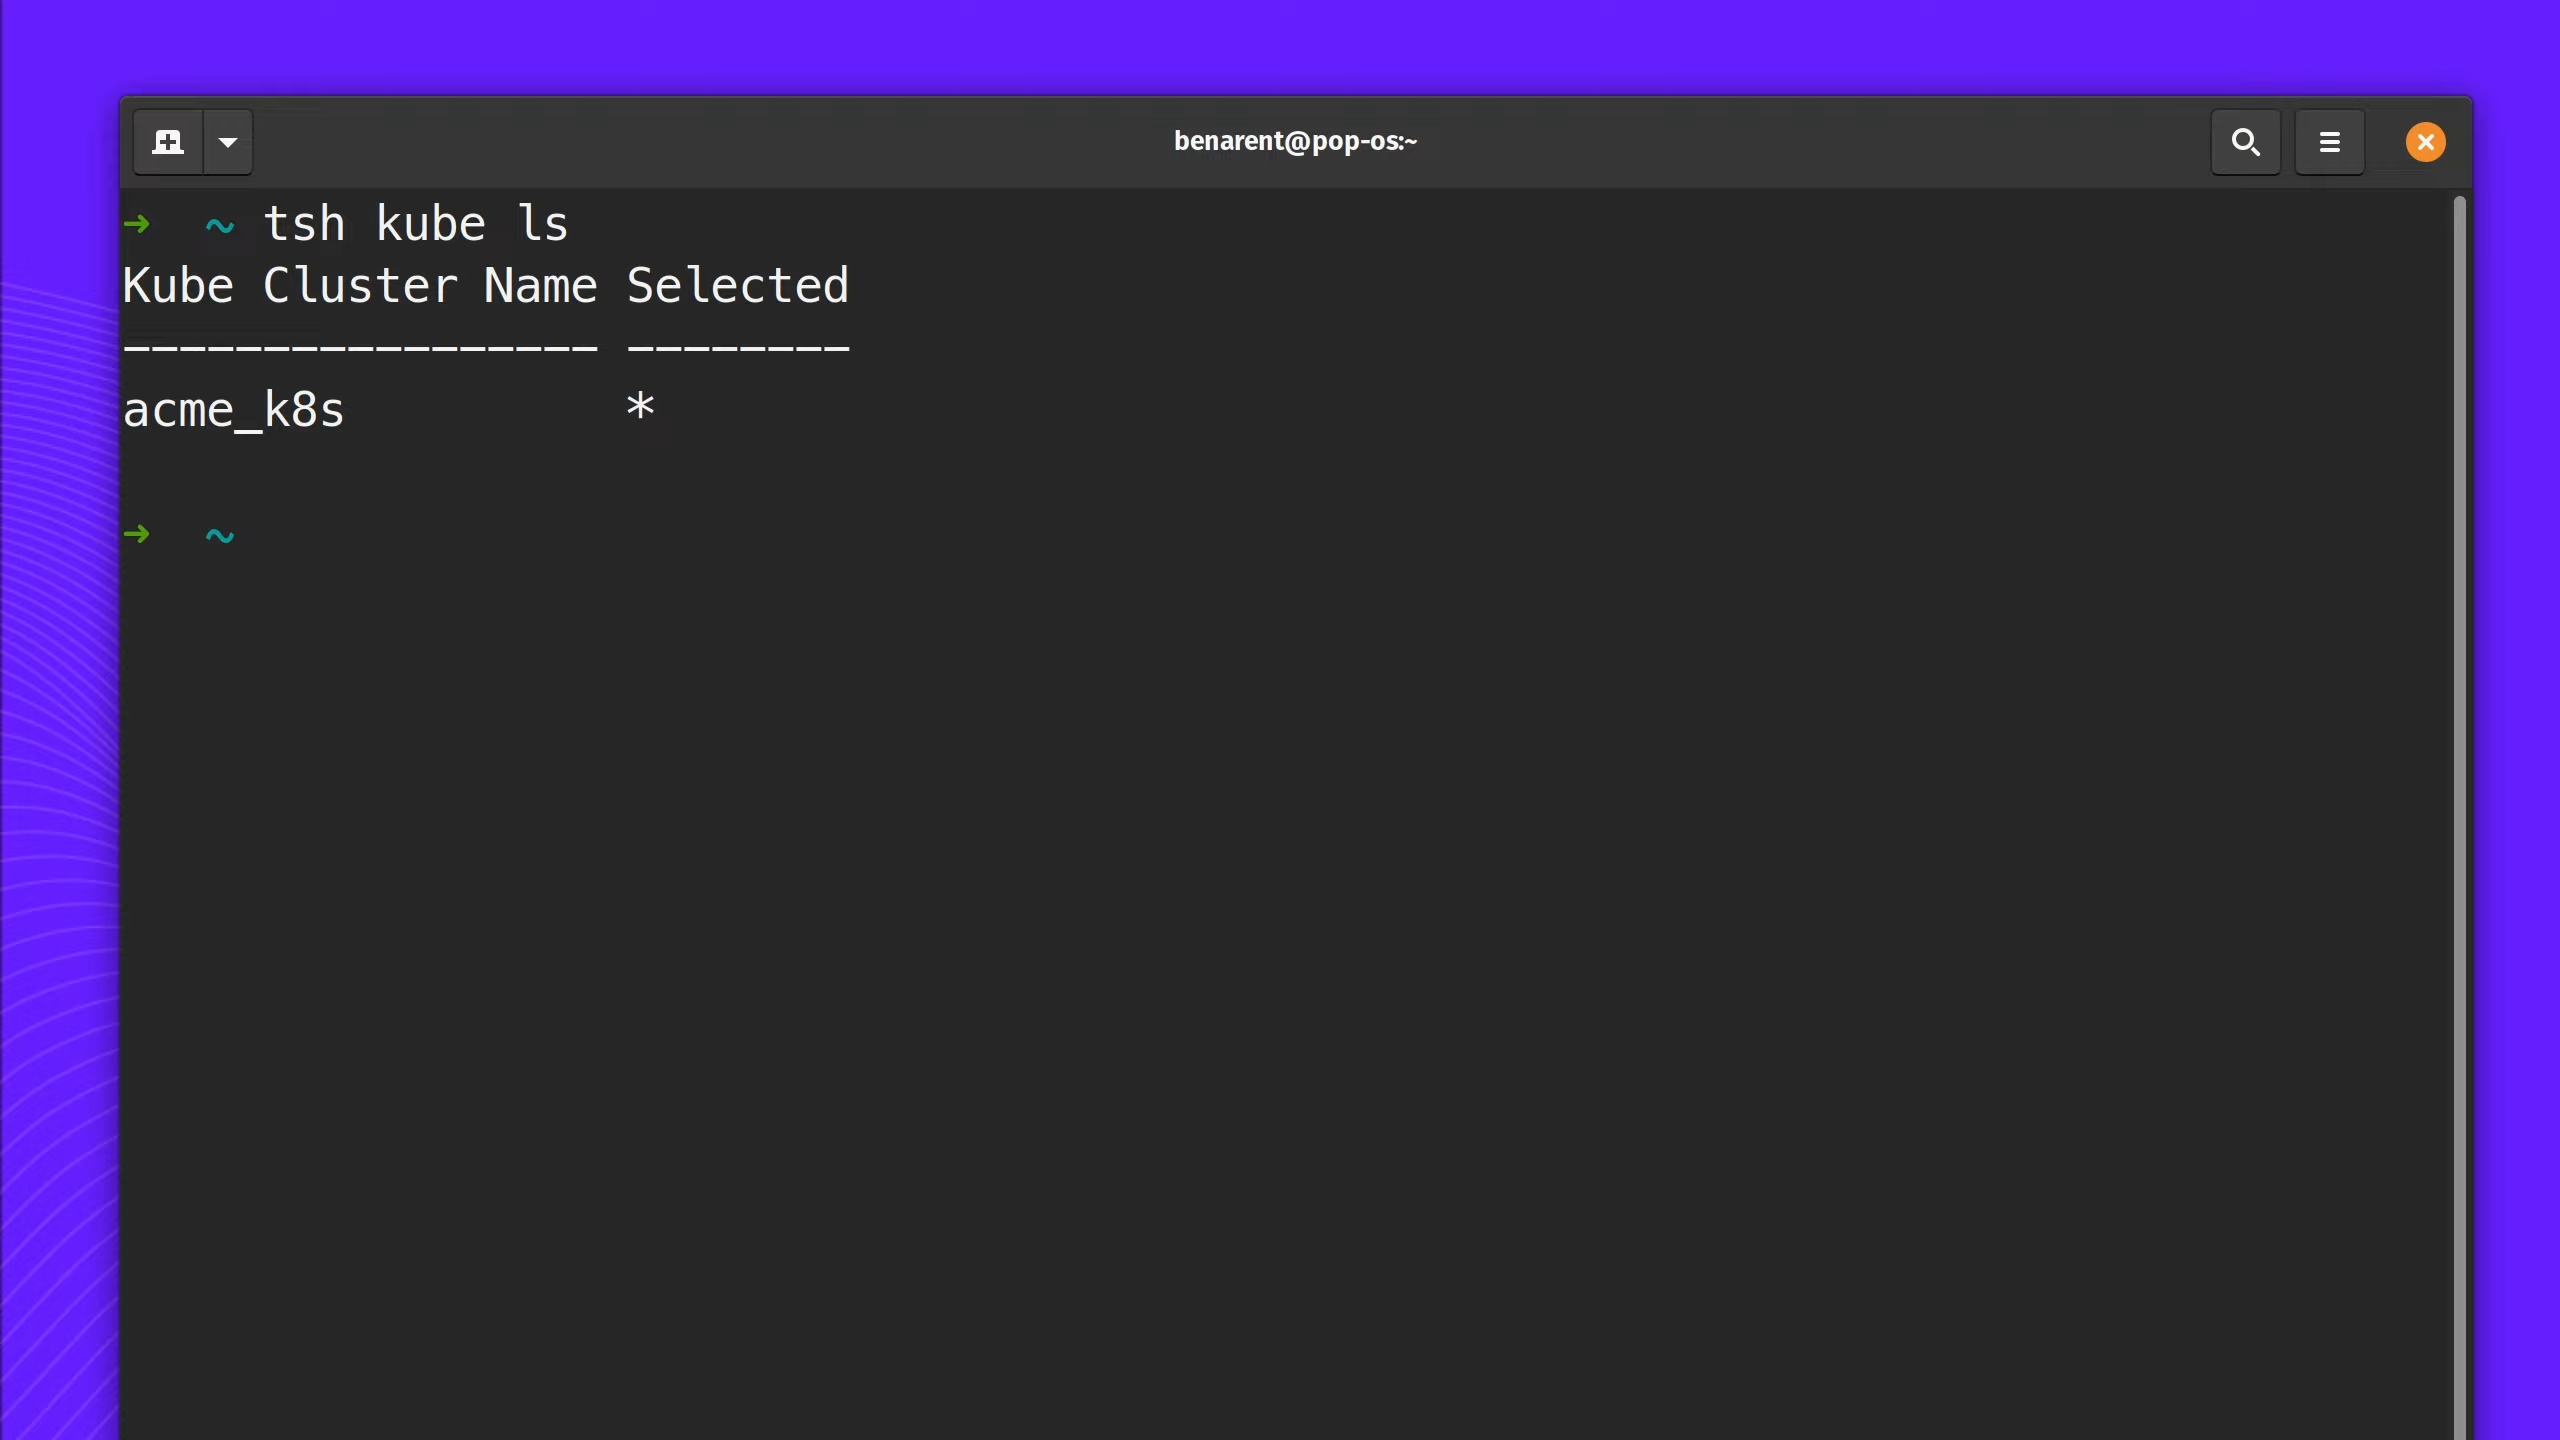 benarent@pop-os:~
➜  ~ tsh kube ls
Kube Cluster Name Selected
----------------- --------
acme_k8s          *
➜  ~